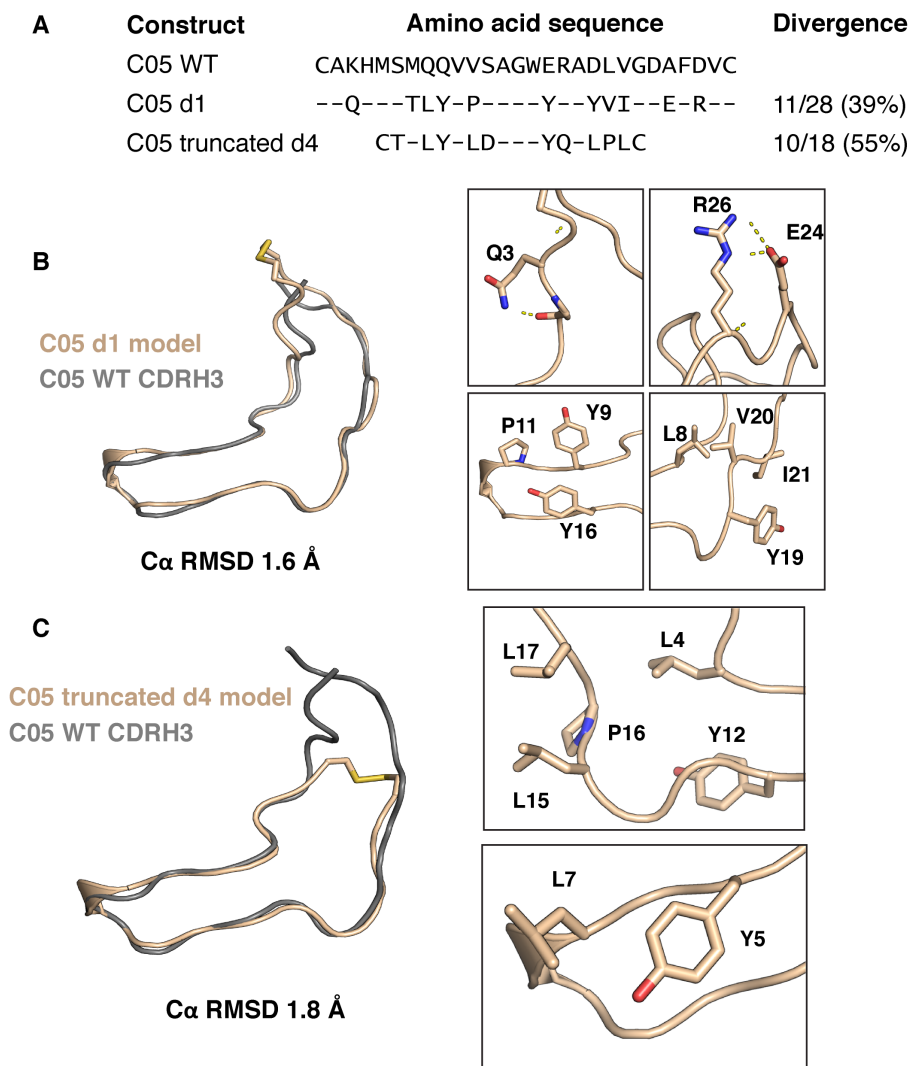 A
Construct Amino acid sequence Divergence
C05 WT CAKHMSMQQVVSAGWERADLVGDAFDVC
C05 d1 --Q---TLY-P----Y--YVI--E-R-- 11/28 (39%)
C05 truncated d4 CT-LY-LD---YQ-LPLC 10/18 (55%)
B
C05 d1 model
C05 WT CDRH3
Cα RMSD 1.6 Å
Q3
R26
E24
P11
Y9
Y16
L8
V20
I21
Y19
C
C05 truncated d4 model
C05 WT CDRH3
Cα RMSD 1.8 Å
L17
L4
P16
Y12
L15
L7
Y5